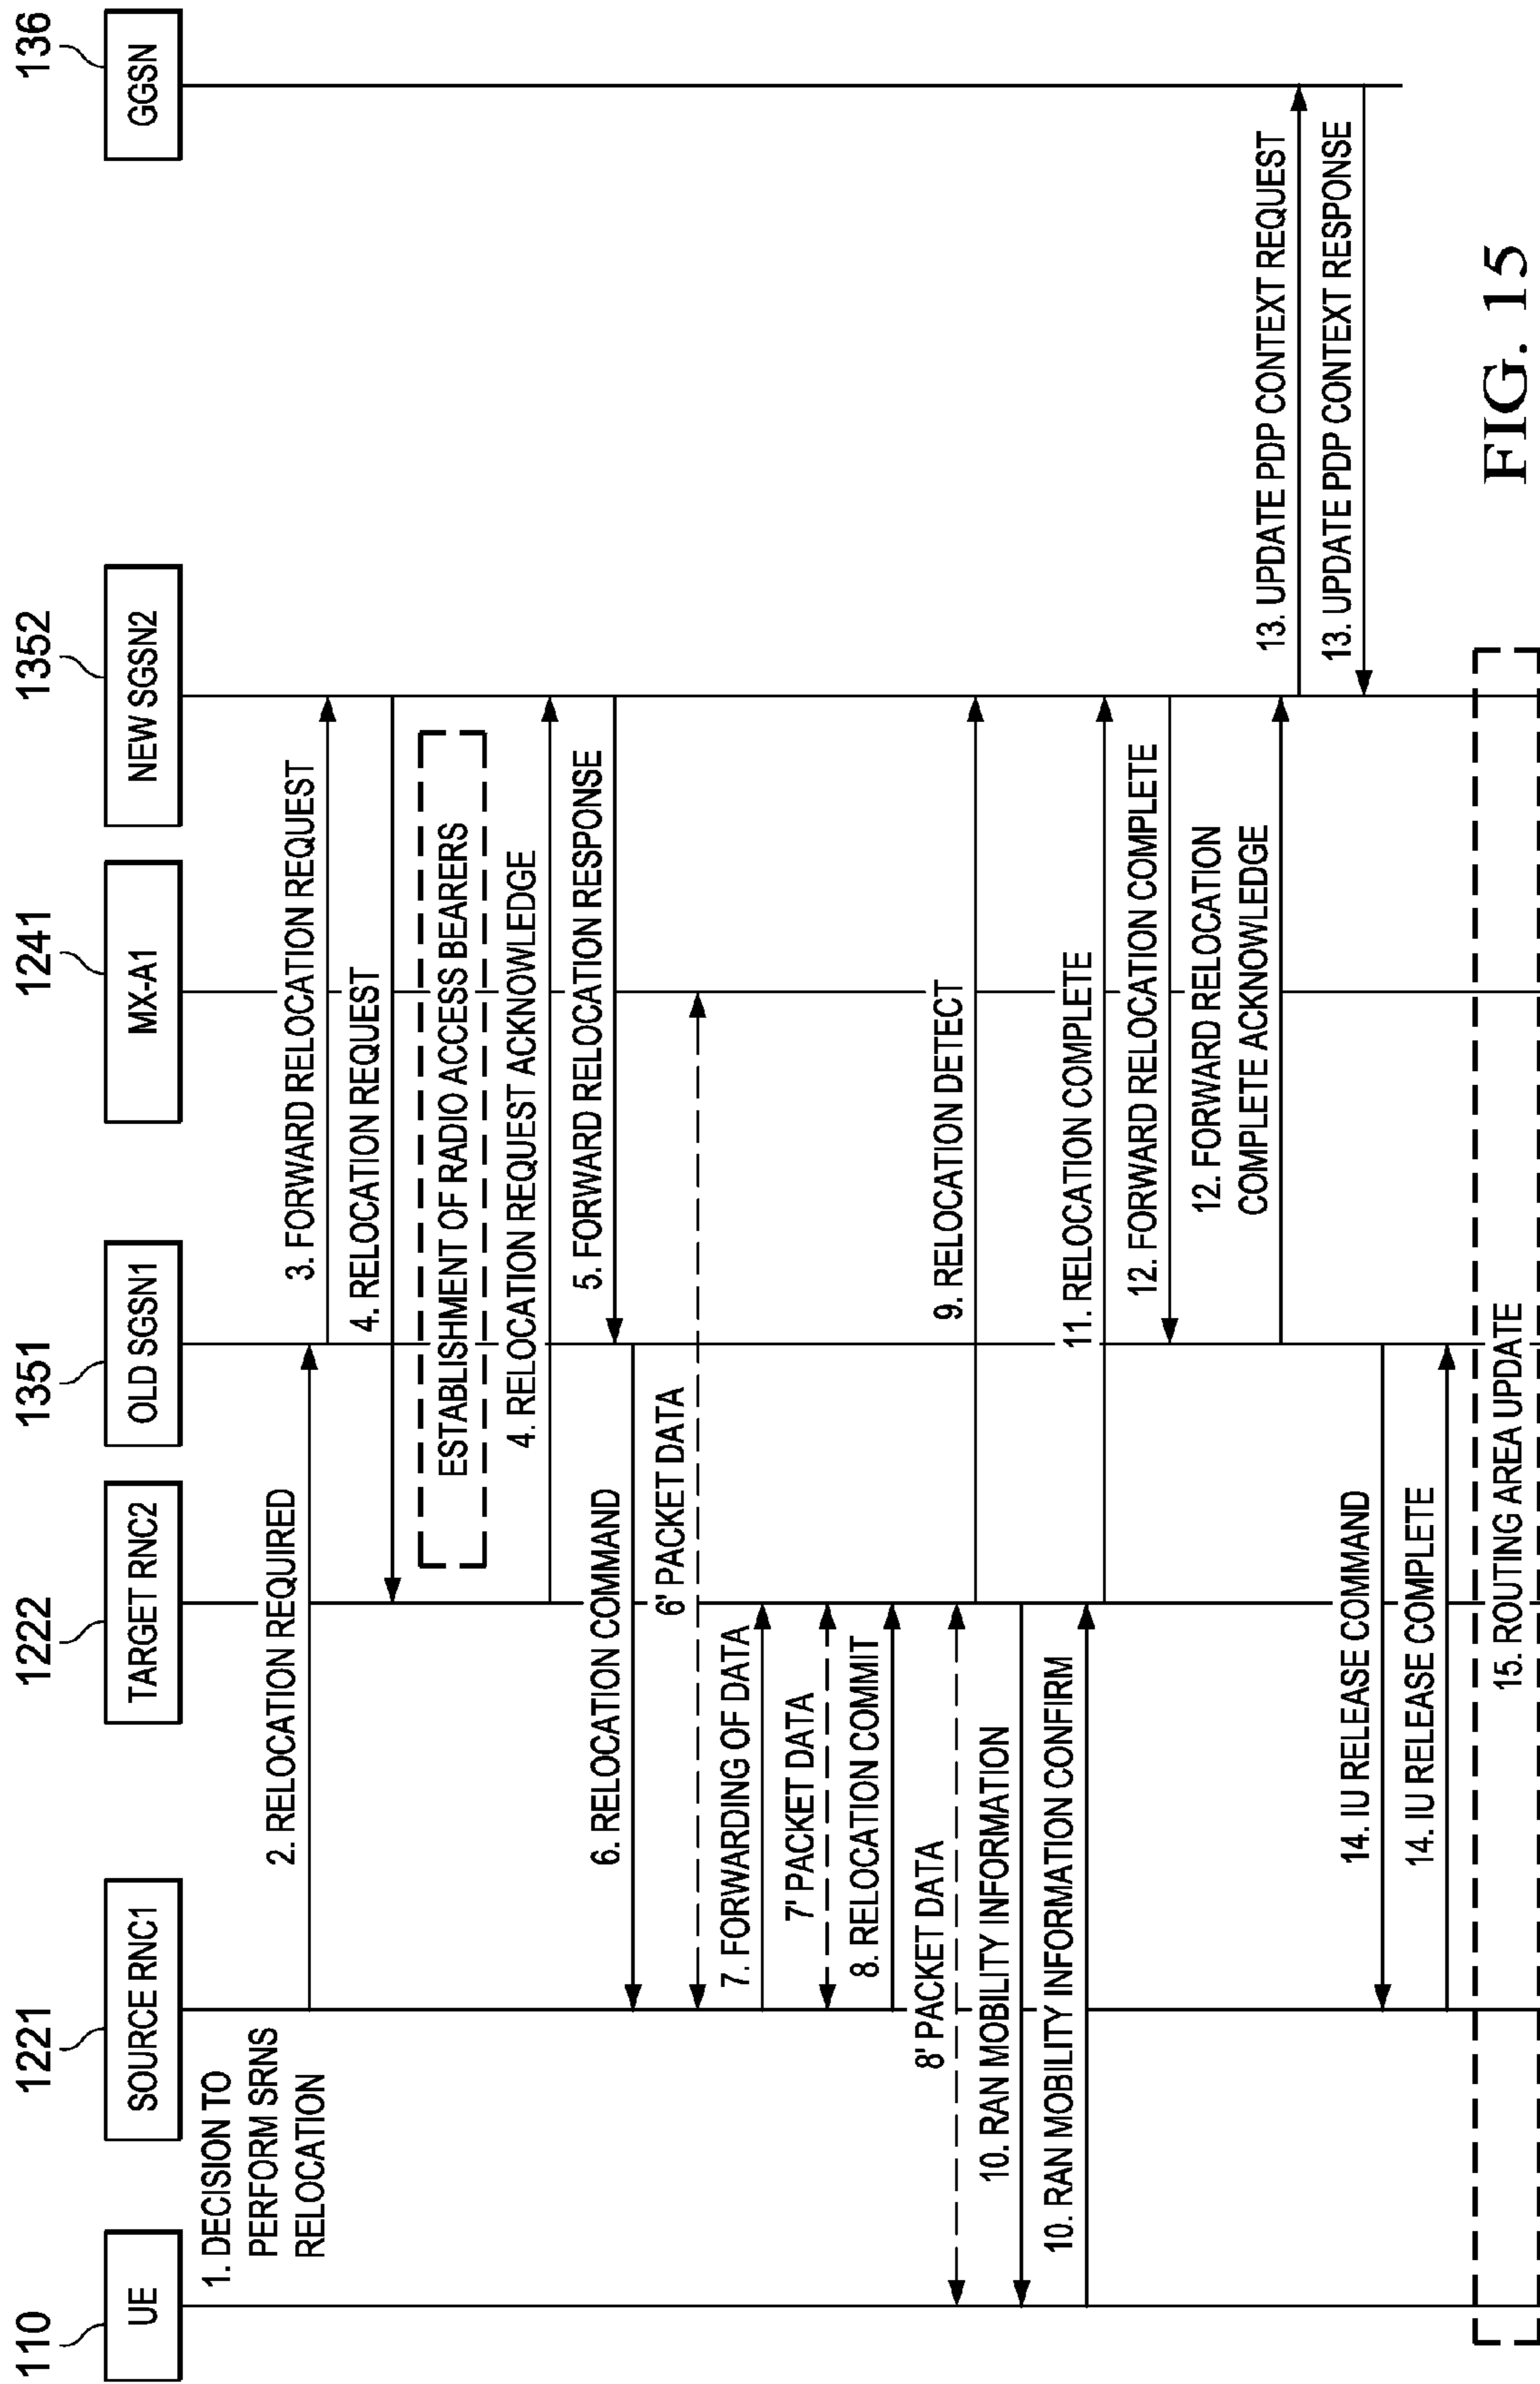 110
1221
1222
1351
1241
1352
136
UE
SOURCE RNC1
TARGET RNC2
OLD SGSN1
MX-A1
NEW SGSN2
GGSN
1. DECISION TO
PERFORM SRNS
RELOCATION
2. RELOCATION REQUIRED
3. FORWARD RELOCATION REQUEST
4. RELOCATION REQUEST
ESTABLISHMENT OF RADIO ACCESS BEARERS
4. RELOCATION REQUEST ACKNOWLEDGE
5. FORWARD RELOCATION RESPONSE
6. RELOCATION COMMAND
6' PACKET DATA
7. FORWARDING OF DATA
7' PACKET DATA
8. RELOCATION COMMIT
8' PACKET DATA
9. RELOCATION DETECT
10. RAN MOBILITY INFORMATION
10. RAN MOBILITY INFORMATION CONFIRM
11. RELOCATION COMPLETE
12. FORWARD RELOCATION COMPLETE
12. FORWARD RELOCATION
COMPLETE ACKNOWLEDGE
13. UPDATE PDP CONTEXT REQUEST
13. UPDATE PDP CONTEXT RESPONSE
14. IU RELEASE COMMAND
14. IU RELEASE COMPLETE
15. ROUTING AREA UPDATE
FIG. 15